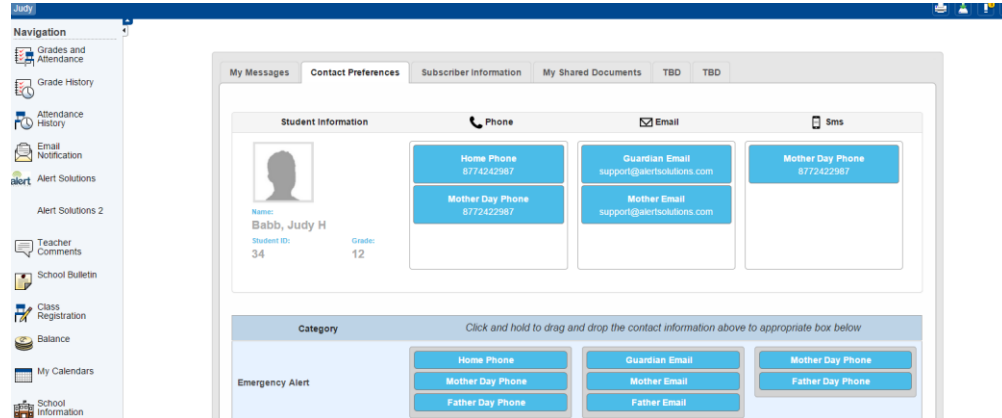 Judy
Navigation
Grades and
Attendance
Grade History
Attendance
History
Email
Notification
alert Alert Solutions
Alert Solutions 2
Teacher
Comments
School Bulletin
Class
Registration
Balance
My Calendars
School
Information
My Messages Contact Preferences Subscriber Information My Shared Documents TBD TBD
Student Information Phone Email Sms
Name:
Babb, Judy H
Student ID: Grade:
34 12
Home Phone
8774242987
Mother Day Phone
8772422987
Guardian Email
support@alertsolutions.com
Mother Email
support@alertsolutions.com
Mother Day Phone
8772422987
Category Click and hold to drag and drop the contact information above to appropriate box below
Emergency Alert
Home Phone
Mother Day Phone
Father Day Phone
Guardian Email
Mother Email
Father Email
Mother Day Phone
Father Day Phone